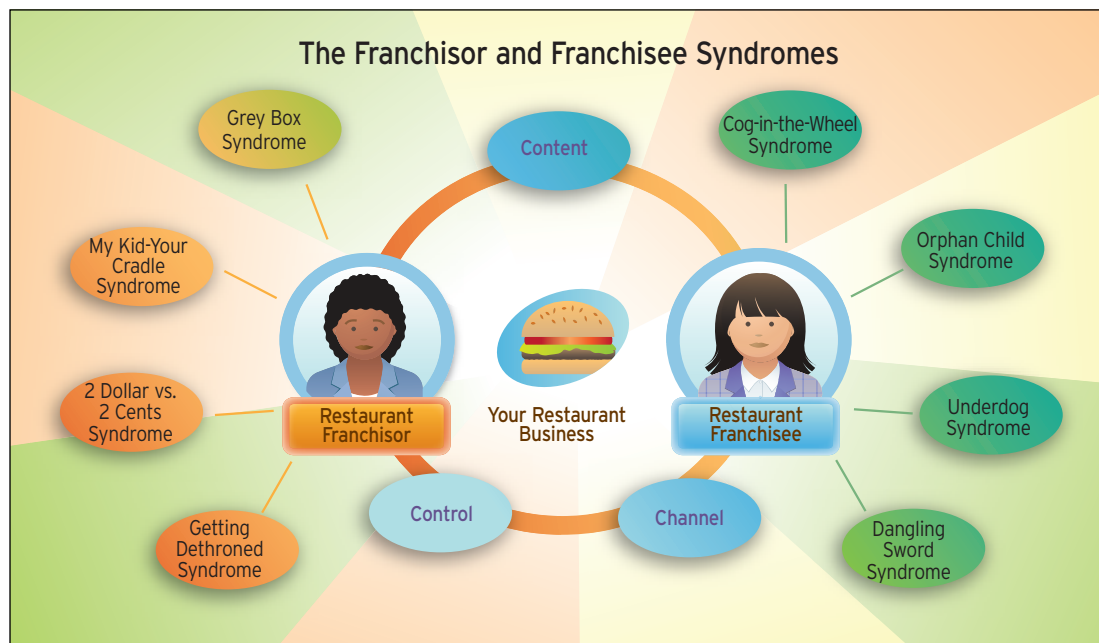 The Franchisor and Franchisee Syndromes
Grey Box
Syndrome
My Kid-Your
Cradle
Syndrome
2 Dollar vs.
2 Cents
Syndrome
Getting
Dethroned
Syndrome
Restaurant
Franchisor
Content
Your Restaurant
Business
Control
Channel
Restaurant
Franchisee
Cog-in-the-Wheel
Syndrome
Orphan Child
Syndrome
Underdog
Syndrome
Dangling
Sword
Syndrome